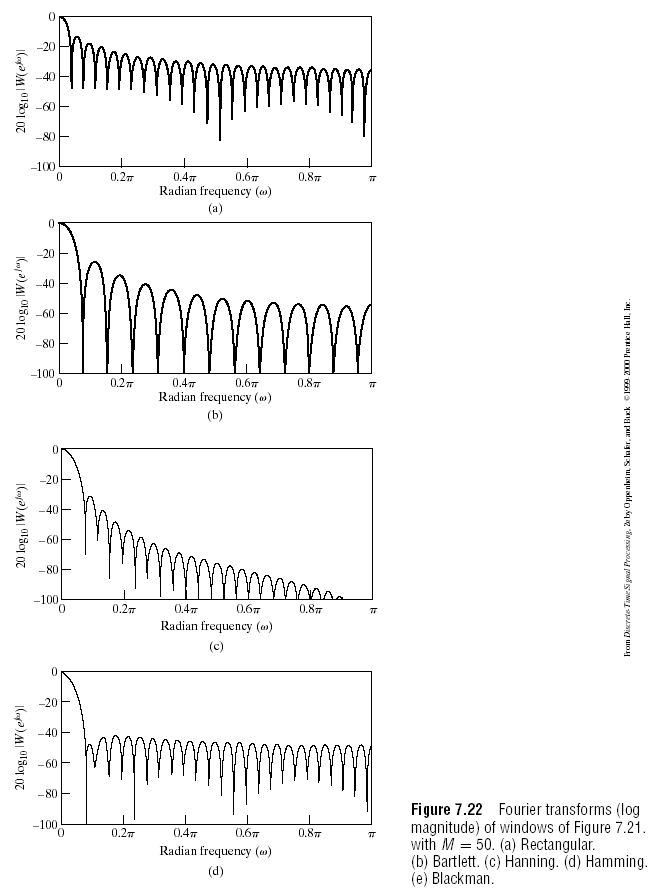 0
−20
−40
−60
−80
−100
20 log10 |W(e^jω)|
0 0.2π 0.4π 0.6π 0.8π π
Radian frequency (ω)
(a)
0
−20
−40
−60
−80
−100
20 log10 |W(e^jω)|
0 0.2π 0.4π 0.6π 0.8π π
Radian frequency (ω)
(b)
0
−20
−40
−60
−80
−100
20 log10 |W(e^jω)|
0 0.2π 0.4π 0.6π 0.8π π
Radian frequency (ω)
(c)
0
−20
−40
−60
−80
−100
20 log10 |W(e^jω)|
0 0.2π 0.4π 0.6π 0.8π π
Radian frequency (ω)
(d)
From Discrete-Time Signal Processing, 2e by Oppenheim, Schafer, and Buck ©1999-2000 Prentice Hall, Inc.
Figure 7.22 Fourier transforms (log
magnitude) of windows of Figure 7.21.
with M = 50. (a) Rectangular.
(b) Bartlett. (c) Hanning. (d) Hamming.
(e) Blackman.